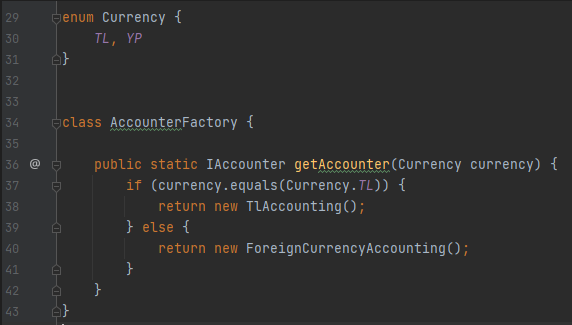 29 enum Currency {
30     TL, YP
31 }
32
33
34 class AccounterFactory {
35
36 @     public static IAccounter getAccounter(Currency currency) {
37         if (currency.equals(Currency.TL)) {
38             return new TlAccounting();
39         } else {
40             return new ForeignCurrencyAccounting();
41         }
42     }
43 }